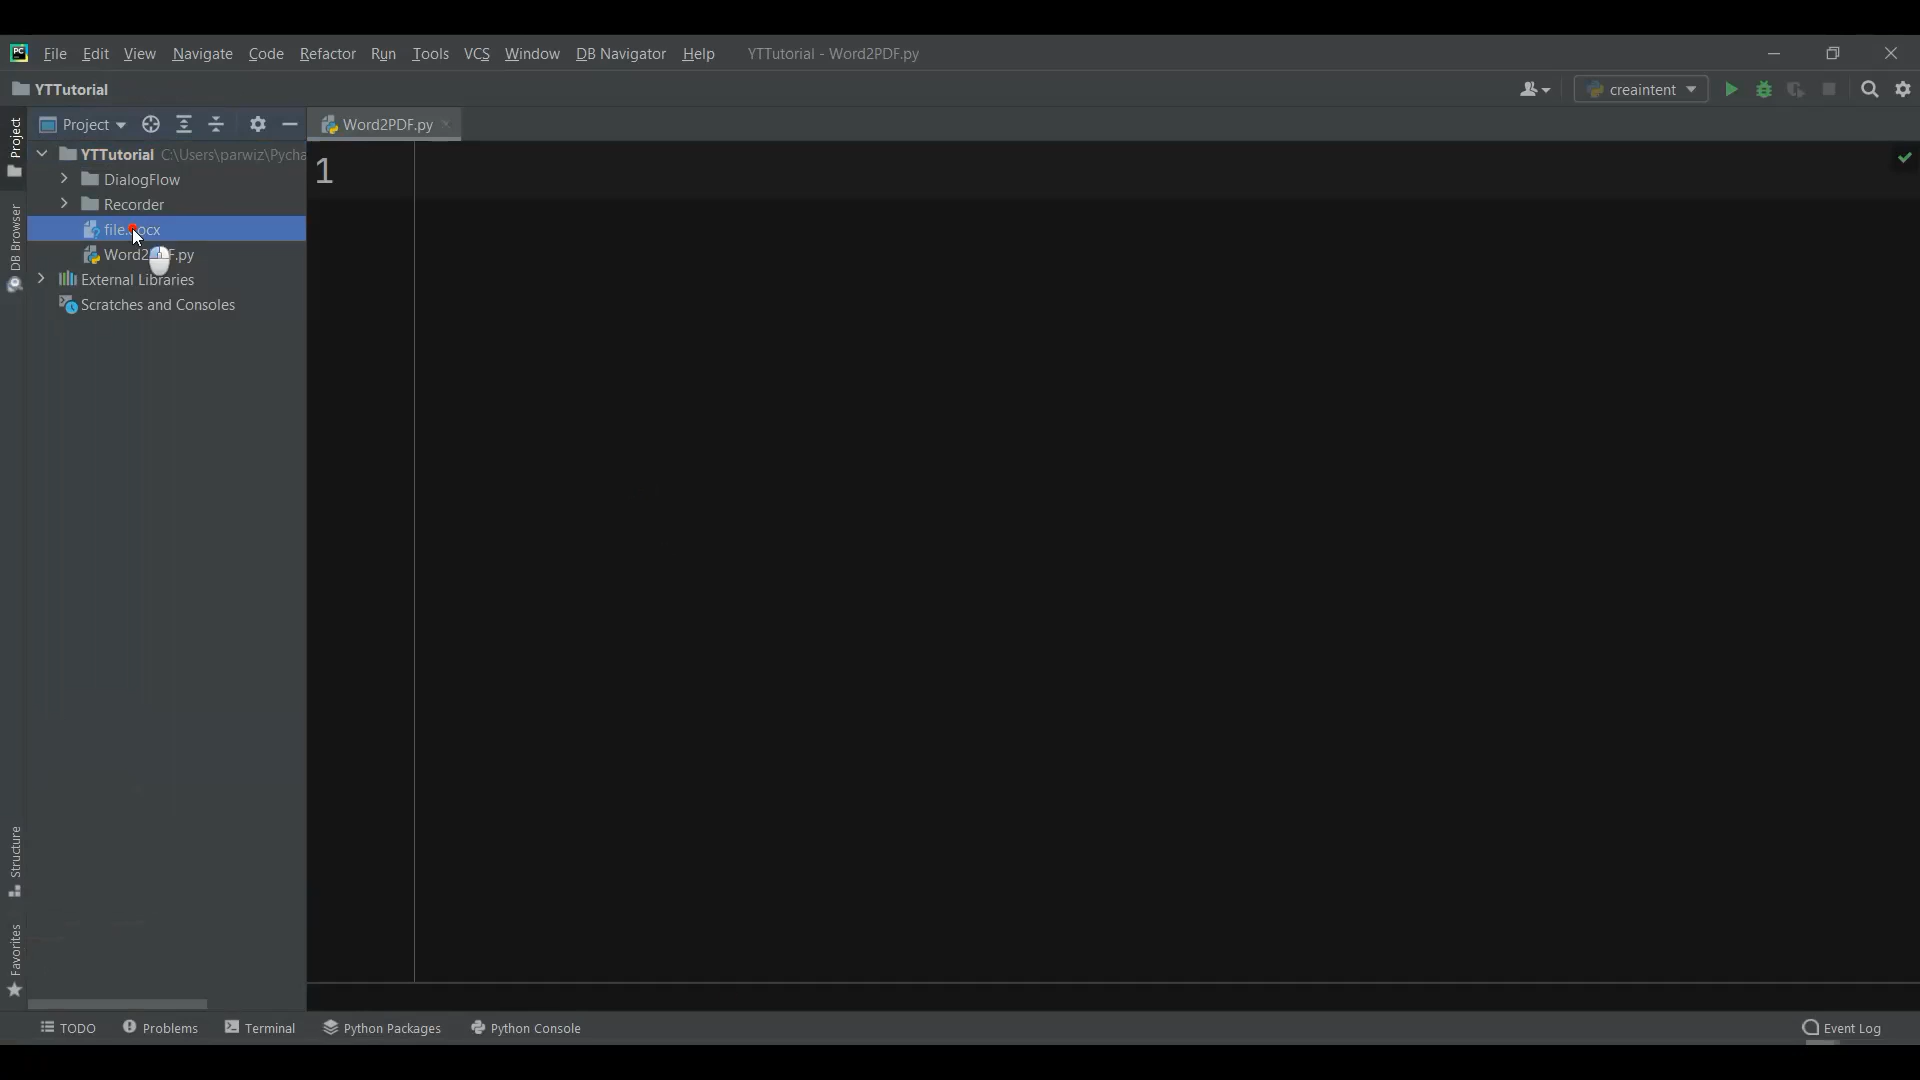 PC File Edit View Navigate Code Refactor Run Tools VCS Window DB Navigator Help YTTutorial - Word2PDF.py
YTTutorial creaintent
Project Word2PDF.py
Project
DB Browser
YTTutorial C:\Users\parwiz\Pycha
DialogFlow
Recorder
External Libraries
Scratches and Consoles
1
Structure
Favorites
TODO Problems Terminal Python Packages Python Console Event Log